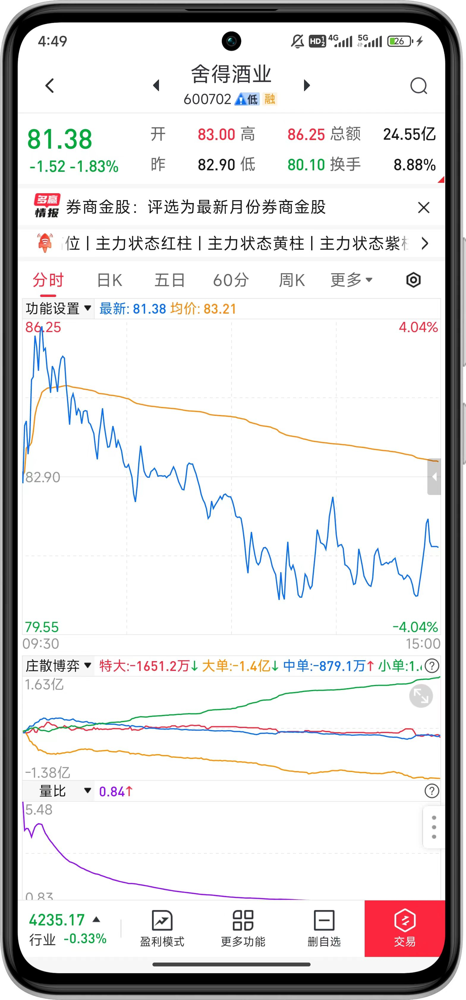 4:49 HD 1 2 4G 5G 26
舍得酒业
600702 低 融
81.38 开 83.00 高 86.25 总额 24.55亿
-1.52 -1.83% 昨 82.90 低 80.10 换手 8.88%
多赢情报 券商金股：评选为最新月份券商金股
位 | 主力状态红柱 | 主力状态黄柱 | 主力状态紫
分时 日K 五日 60分 周K 更多
功能设置 最新: 81.38 均价: 83.21
86.25 4.04%
82.90
79.55 -4.04%
09:30 15:00
庄散博弈 特大:-1651.2万↓ 大单:-1.4亿↓ 中单:-879.1万↑ 小单:1. ?
1.63亿
-1.38亿
量比 0.84↑ ?
5.48
0.83
4235.17
行业 -0.33% 盈利模式 更多功能 删自选 交易